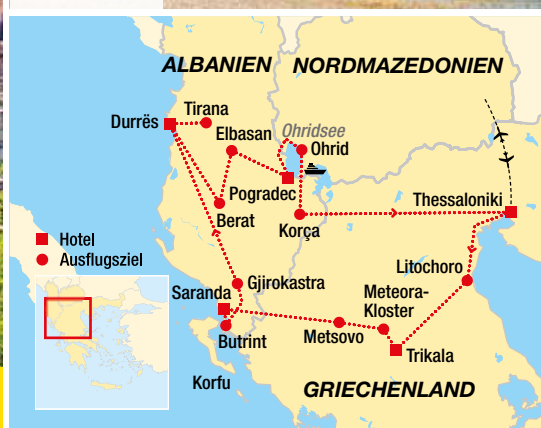 ALBANIEN
NORDMAZEDONIEN
Durrës
Tirana
Elbasan
Ohridsee
Ohrid
Pogradec
Berat
Korça
Thessaloniki
Hotel
Ausflugsziel
Litochoro
Gjirokastra
Saranda
Meteora-
Kloster
Butrint
Metsovo
Trikala
Korfu
GRIECHENLAND